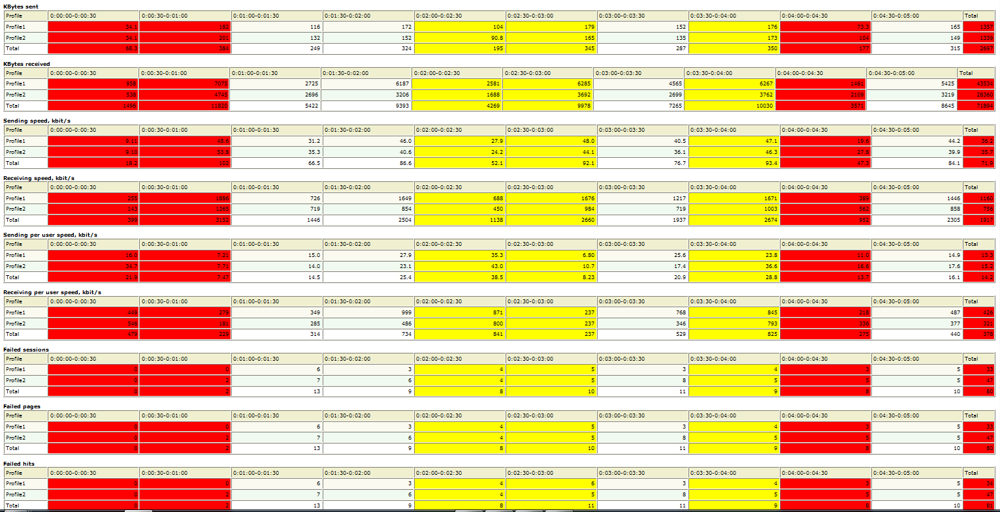 KBytes sent
Profile 0:00:00-0:00:30 0:00:30-0:01:00 0:01:00-0:01:30 0:01:30-0:02:00 0:02:00-0:02:30 0:02:30-0:03:00 0:03:00-0:03:30 0:03:30-0:04:00 0:04:00-0:04:30 0:04:30-0:05:00 Total
Profile1 34.1 182 116 172 104 179 152 176 73.3 165 1357
Profile2 34.1 201 132 152 90.8 165 135 173 104 149 1339
Total 68.3 384 249 324 195 345 287 350 177 315 2697
KBytes received
Profile 0:00:00-0:00:30 0:00:30-0:01:00 0:01:00-0:01:30 0:01:30-0:02:00 0:02:00-0:02:30 0:02:30-0:03:00 0:03:00-0:03:30 0:03:30-0:04:00 0:04:00-0:04:30 0:04:30-0:05:00 Total
Profile1 956 7075 2725 6187 2581 6285 4565 6267 1461 5425 43534
Profile2 538 4745 2696 3206 1688 3692 2699 3762 2109 3219 28360
Total 1496 11820 5422 9393 4269 9978 7265 10030 3571 8645 71894
Sending speed, kbit/s
Profile 0:00:00-0:00:30 0:00:30-0:01:00 0:01:00-0:01:30 0:01:30-0:02:00 0:02:00-0:02:30 0:02:30-0:03:00 0:03:00-0:03:30 0:03:30-0:04:00 0:04:00-0:04:30 0:04:30-0:05:00 Total
Profile1 9.11 48.6 31.2 46.0 27.9 48.0 40.5 47.1 19.6 44.2 36.2
Profile2 9.10 53.8 35.3 40.6 24.2 44.1 36.1 46.3 27.8 39.9 35.7
Total 18.2 102 66.5 86.6 52.1 92.1 76.7 93.4 47.3 84.1 71.9
Receiving speed, kbit/s
Profile 0:00:00-0:00:30 0:00:30-0:01:00 0:01:00-0:01:30 0:01:30-0:02:00 0:02:00-0:02:30 0:02:30-0:03:00 0:03:00-0:03:30 0:03:30-0:04:00 0:04:00-0:04:30 0:04:30-0:05:00 Total
Profile1 255 1886 726 1649 688 1676 1217 1671 389 1446 1160
Profile2 143 1265 719 854 450 984 719 1003 562 858 756
Total 399 3152 1446 2504 1138 2660 1937 2674 952 2305 1917
Sending per user speed, kbit/s
Profile 0:00:00-0:00:30 0:00:30-0:01:00 0:01:00-0:01:30 0:01:30-0:02:00 0:02:00-0:02:30 0:02:30-0:03:00 0:03:00-0:03:30 0:03:30-0:04:00 0:04:00-0:04:30 0:04:30-0:05:00 Total
Profile1 16.0 7.21 15.0 27.9 35.3 6.80 25.6 23.8 11.0 14.9 13.3
Profile2 34.7 7.71 14.0 23.1 43.0 10.7 17.4 36.6 16.6 17.6 15.2
Total 21.9 7.47 14.5 25.4 38.5 8.23 20.9 28.8 13.7 16.1 14.2
Receiving per user speed, kbit/s
Profile 0:00:00-0:00:30 0:00:30-0:01:00 0:01:00-0:01:30 0:01:30-0:02:00 0:02:00-0:02:30 0:02:30-0:03:00 0:03:00-0:03:30 0:03:30-0:04:00 0:04:00-0:04:30 0:04:30-0:05:00 Total
Profile1 449 279 349 999 871 237 768 845 218 487 426
Profile2 546 181 285 486 800 237 346 793 336 377 321
Total 479 229 314 734 841 237 529 825 275 440 378
Failed sessions
Profile 0:00:00-0:00:30 0:00:30-0:01:00 0:01:00-0:01:30 0:01:30-0:02:00 0:02:00-0:02:30 0:02:30-0:03:00 0:03:00-0:03:30 0:03:30-0:04:00 0:04:00-0:04:30 0:04:30-0:05:00 Total
Profile1 0 0 6 3 4 5 3 4 3 5 33
Profile2 0 2 7 6 4 5 8 5 5 5 47
Total 0 2 13 9 8 10 11 9 8 10 80
Failed pages
Profile 0:00:00-0:00:30 0:00:30-0:01:00 0:01:00-0:01:30 0:01:30-0:02:00 0:02:00-0:02:30 0:02:30-0:03:00 0:03:00-0:03:30 0:03:30-0:04:00 0:04:00-0:04:30 0:04:30-0:05:00 Total
Profile1 0 0 6 3 4 5 3 4 3 5 33
Profile2 0 2 7 6 4 5 8 5 5 5 47
Total 0 2 13 9 8 10 11 9 8 10 80
Failed hits
Profile 0:00:00-0:00:30 0:00:30-0:01:00 0:01:00-0:01:30 0:01:30-0:02:00 0:02:00-0:02:30 0:02:30-0:03:00 0:03:00-0:03:30 0:03:30-0:04:00 0:04:00-0:04:30 0:04:30-0:05:00 Total
Profile1 0 0 6 3 4 6 3 4 3 5 34
Profile2 0 2 7 6 4 5 8 5 5 5 47
Total 0 2 13 9 8 11 11 9 8 10 81